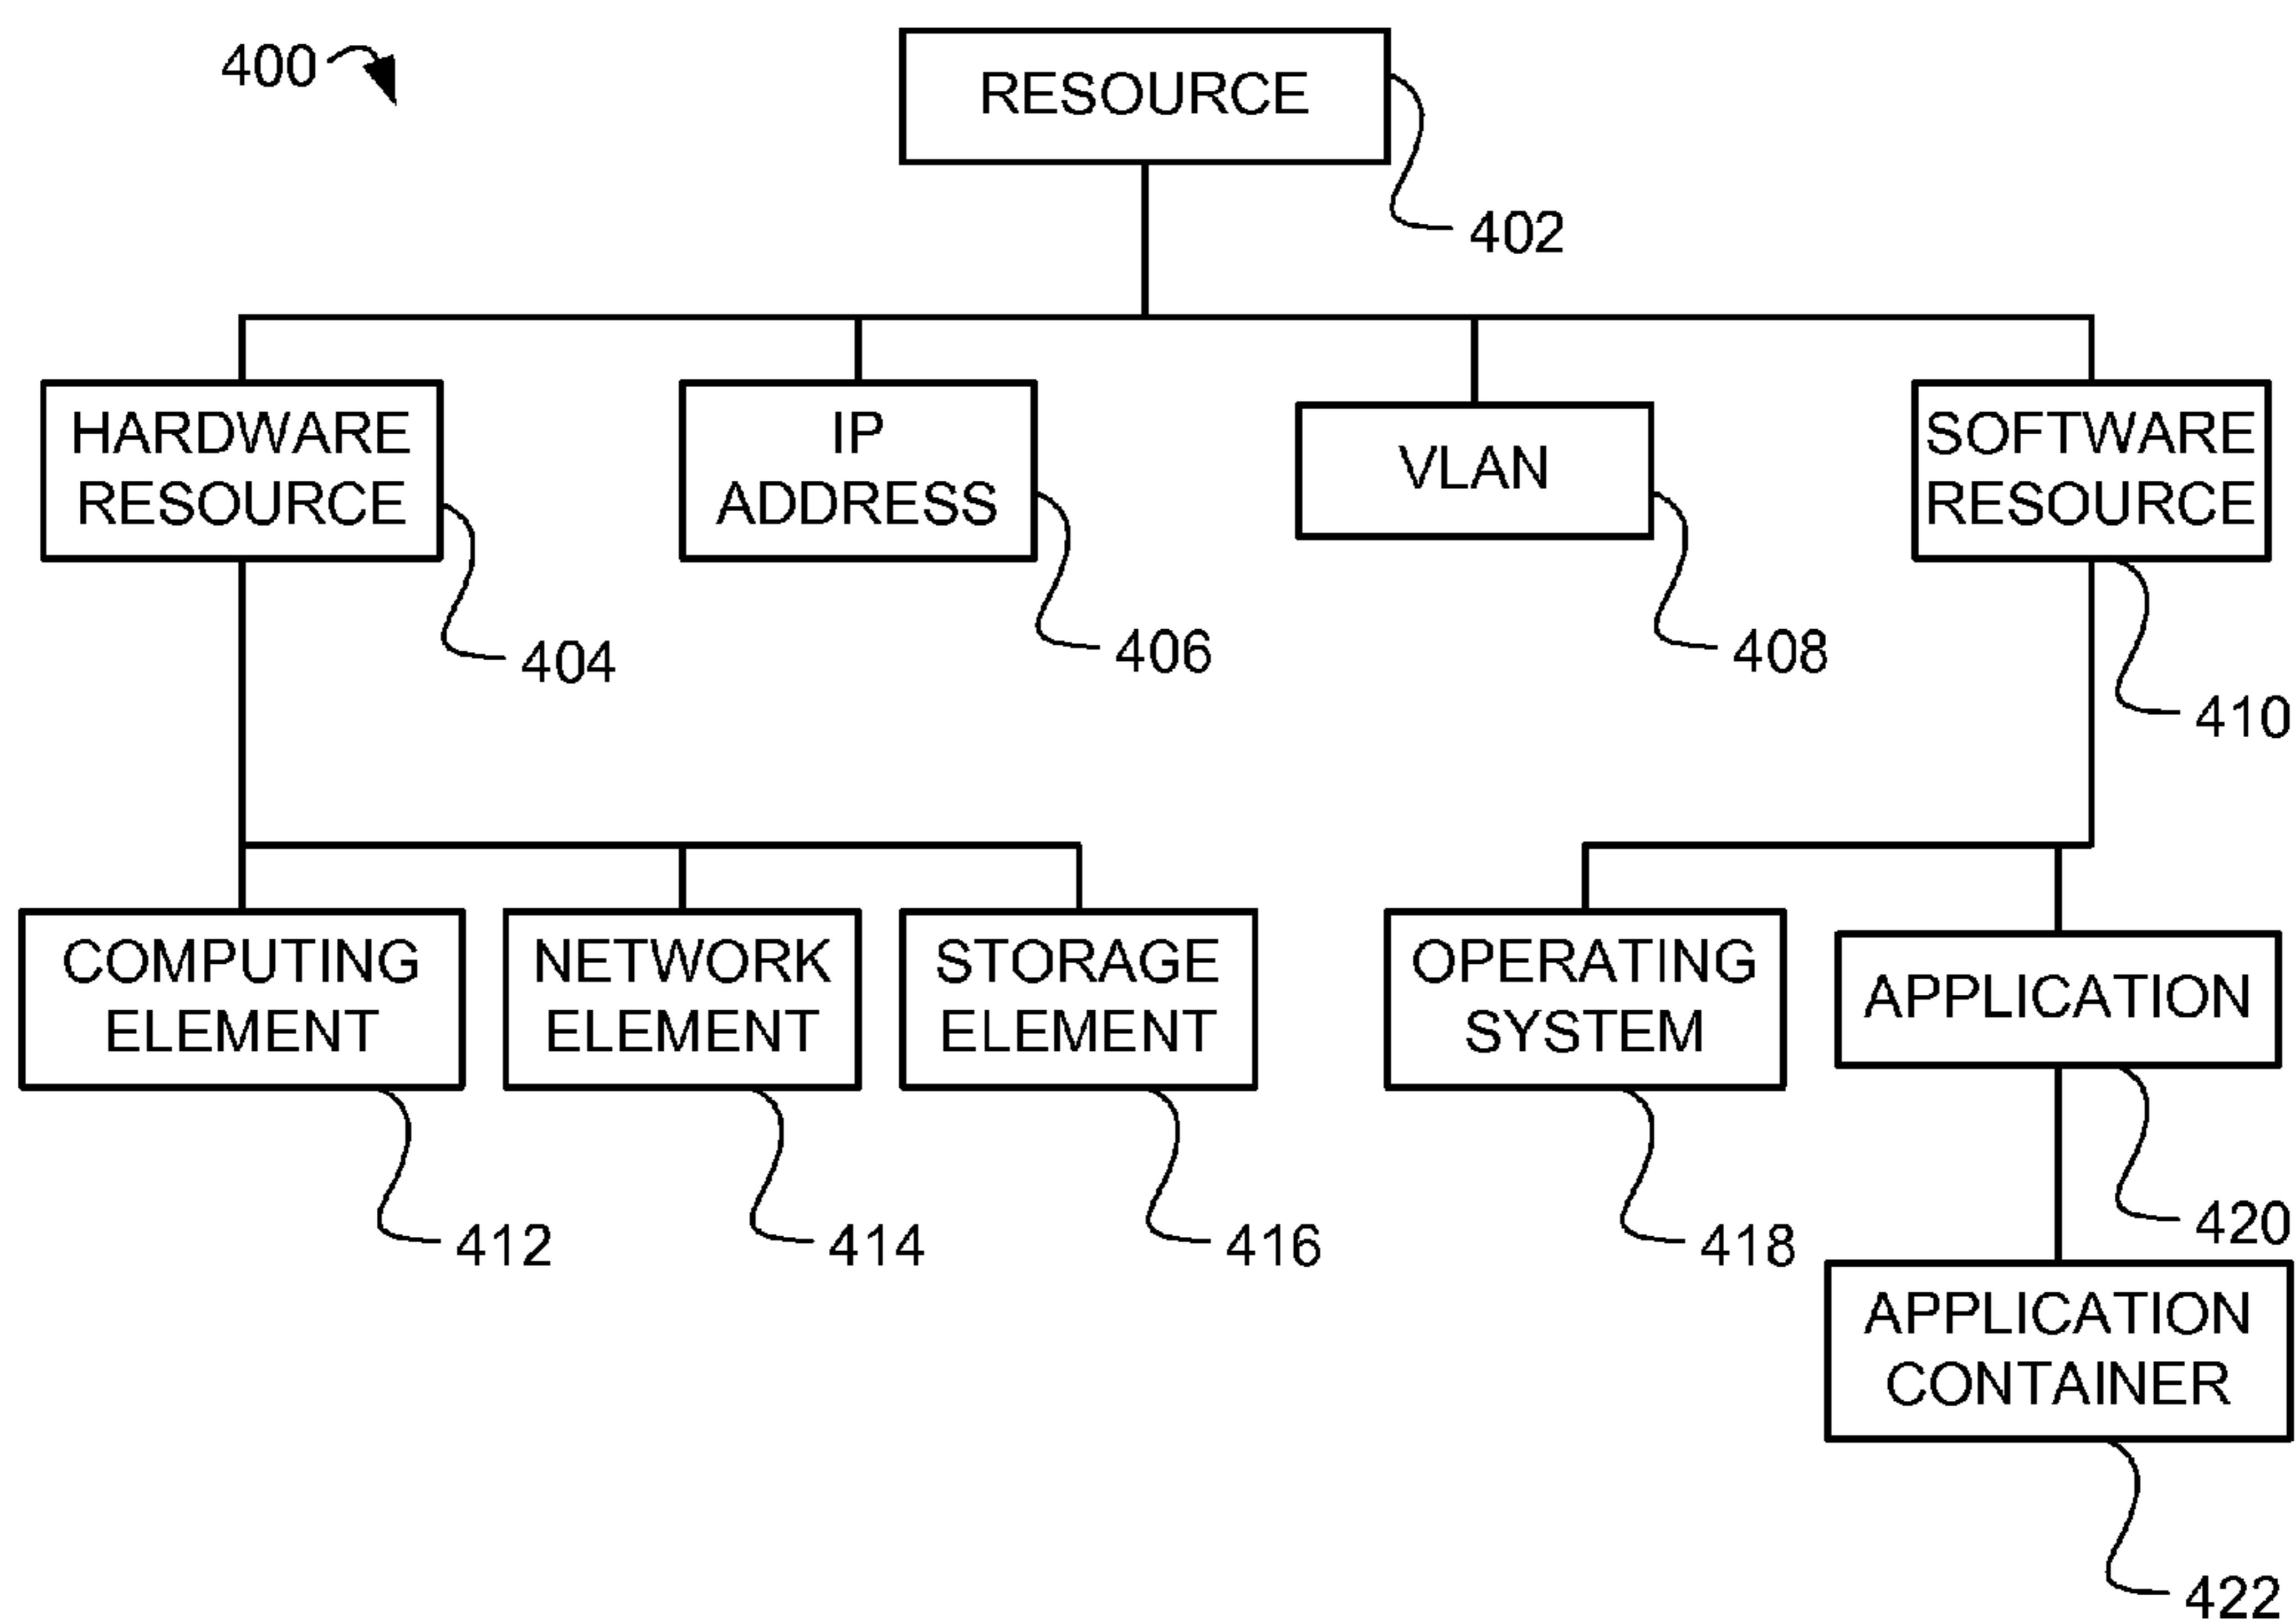 400
RESOURCE
402
HARDWARE
RESOURCE
404
IP
ADDRESS
406
VLAN
408
SOFTWARE
RESOURCE
410
COMPUTING
ELEMENT
412
NETWORK
ELEMENT
414
STORAGE
ELEMENT
416
OPERATING
SYSTEM
418
APPLICATION
420
APPLICATION
CONTAINER
422